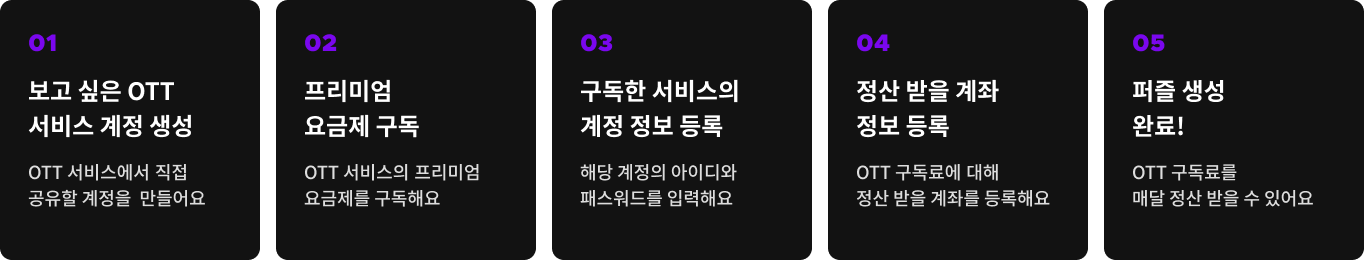 01
보고 싶은 OTT
서비스 계정 생성
OTT 서비스에서 직접
공유할 계정을 만들어요
02
프리미엄
요금제 구독
OTT 서비스의 프리미엄
요금제를 구독해요
03
구독한 서비스의
계정 정보 등록
해당 계정의 아이디와
패스워드를 입력해요
04
정산 받을 계좌
정보 등록
OTT 구독료에 대해
정산 받을 계좌를 등록해요
05
퍼즐 생성
완료!
OTT 구독료를
매달 정산 받을 수 있어요